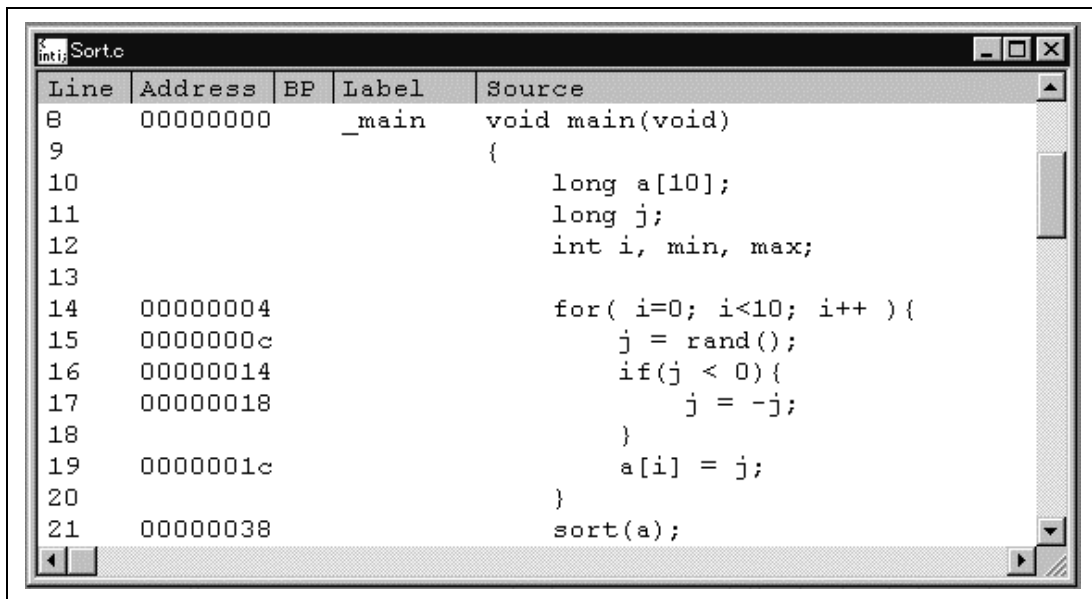 int i; Sort.c
Line Address BP Label Source
8 00000000 _main void main(void)
9 {
10 long a[10];
11 long j;
12 int i, min, max;
13
14 00000004 for( i=0; i<10; i++ ){
15 0000000c j = rand();
16 00000014 if(j < 0){
17 00000018 j = -j;
18 }
19 0000001c a[i] = j;
20 }
21 00000038 sort(a);